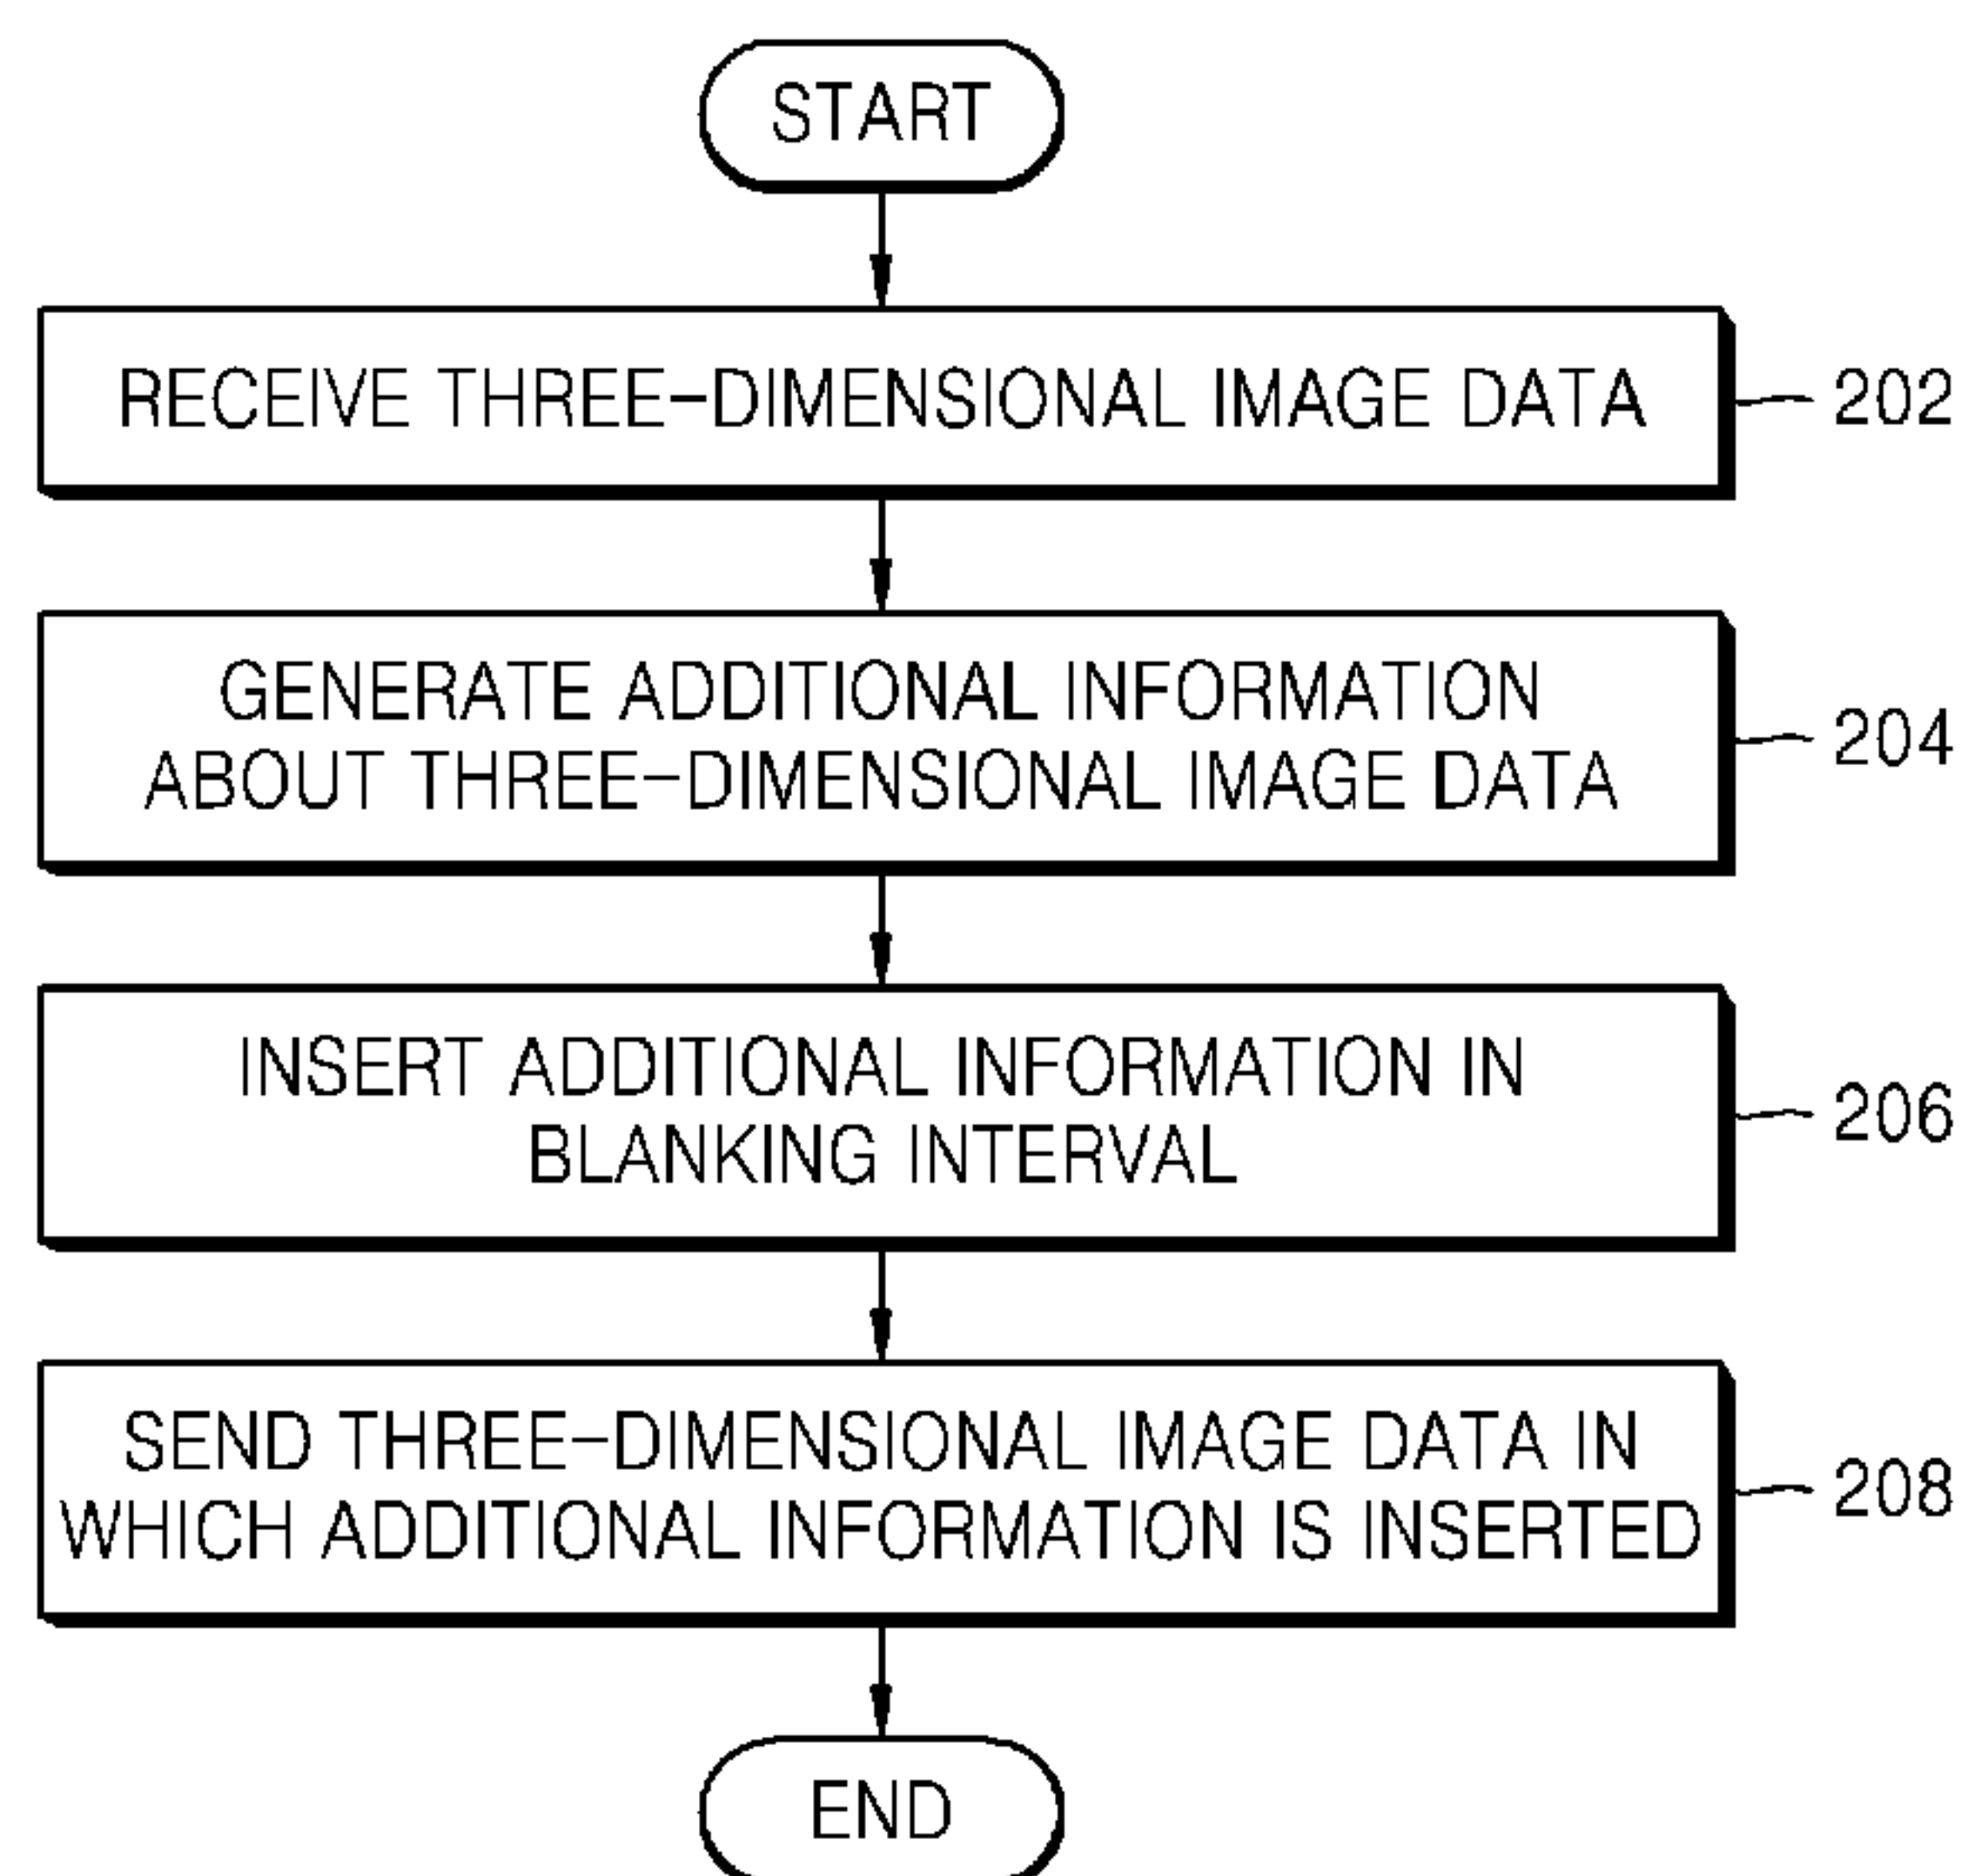 START
RECEIVE THREE-DIMENSIONAL IMAGE DATA
202
GENERATE ADDITIONAL INFORMATION
ABOUT THREE-DIMENSIONAL IMAGE DATA
204
INSERT ADDITIONAL INFORMATION IN
BLANKING INTERVAL
206
SEND THREE-DIMENSIONAL IMAGE DATA IN
WHICH ADDITIONAL INFORMATION IS INSERTED
208
END